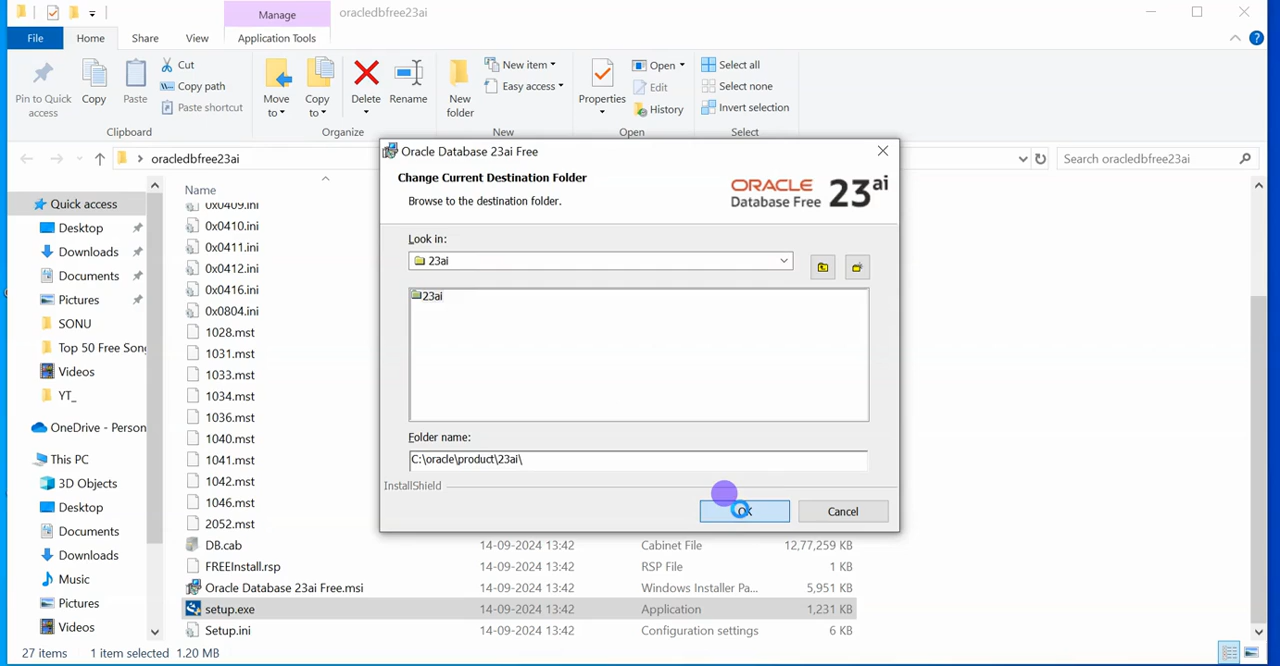 Manage
oracledbfree23ai
File
Home
Share
View
Application Tools
Pin to Quick
access
Copy
Paste
Cut
Copy path
Paste shortcut
Clipboard
Move
to
Copy
to
Delete
Rename
Organize
New
folder
New item
Easy access
New
Properties
Open
Edit
History
Open
Select all
Select none
Invert selection
Select
oracledbfree23ai
Search oracledbfree23ai
Quick access
Desktop
Downloads
Documents
Pictures
SONU
Top 50 Free Song
Videos
YT_
OneDrive - Person
This PC
3D Objects
Desktop
Documents
Downloads
Music
Pictures
Videos
Name
0x0409.ini
0x0410.ini
0x0411.ini
0x0412.ini
0x0416.ini
0x0804.ini
1028.mst
1031.mst
1033.mst
1034.mst
1036.mst
1040.mst
1041.mst
1042.mst
1046.mst
2052.mst
DB.cab 14-09-2024 13:42 Cabinet File 12,77,259 KB
FREEInstall.rsp 14-09-2024 13:42 RSP File 1 KB
Oracle Database 23ai Free.msi 14-09-2024 13:42 Windows Installer Pa... 5,951 KB
setup.exe 14-09-2024 13:42 Application 1,231 KB
Setup.ini 14-09-2024 13:42 Configuration settings 6 KB
Oracle Database 23ai Free
Change Current Destination Folder
Browse to the destination folder.
ORACLE
Database Free 23ai
Look in:
23ai
23ai
Folder name:
C:\oracle\product\23ai\
InstallShield
OK
Cancel
27 items 1 item selected 1.20 MB